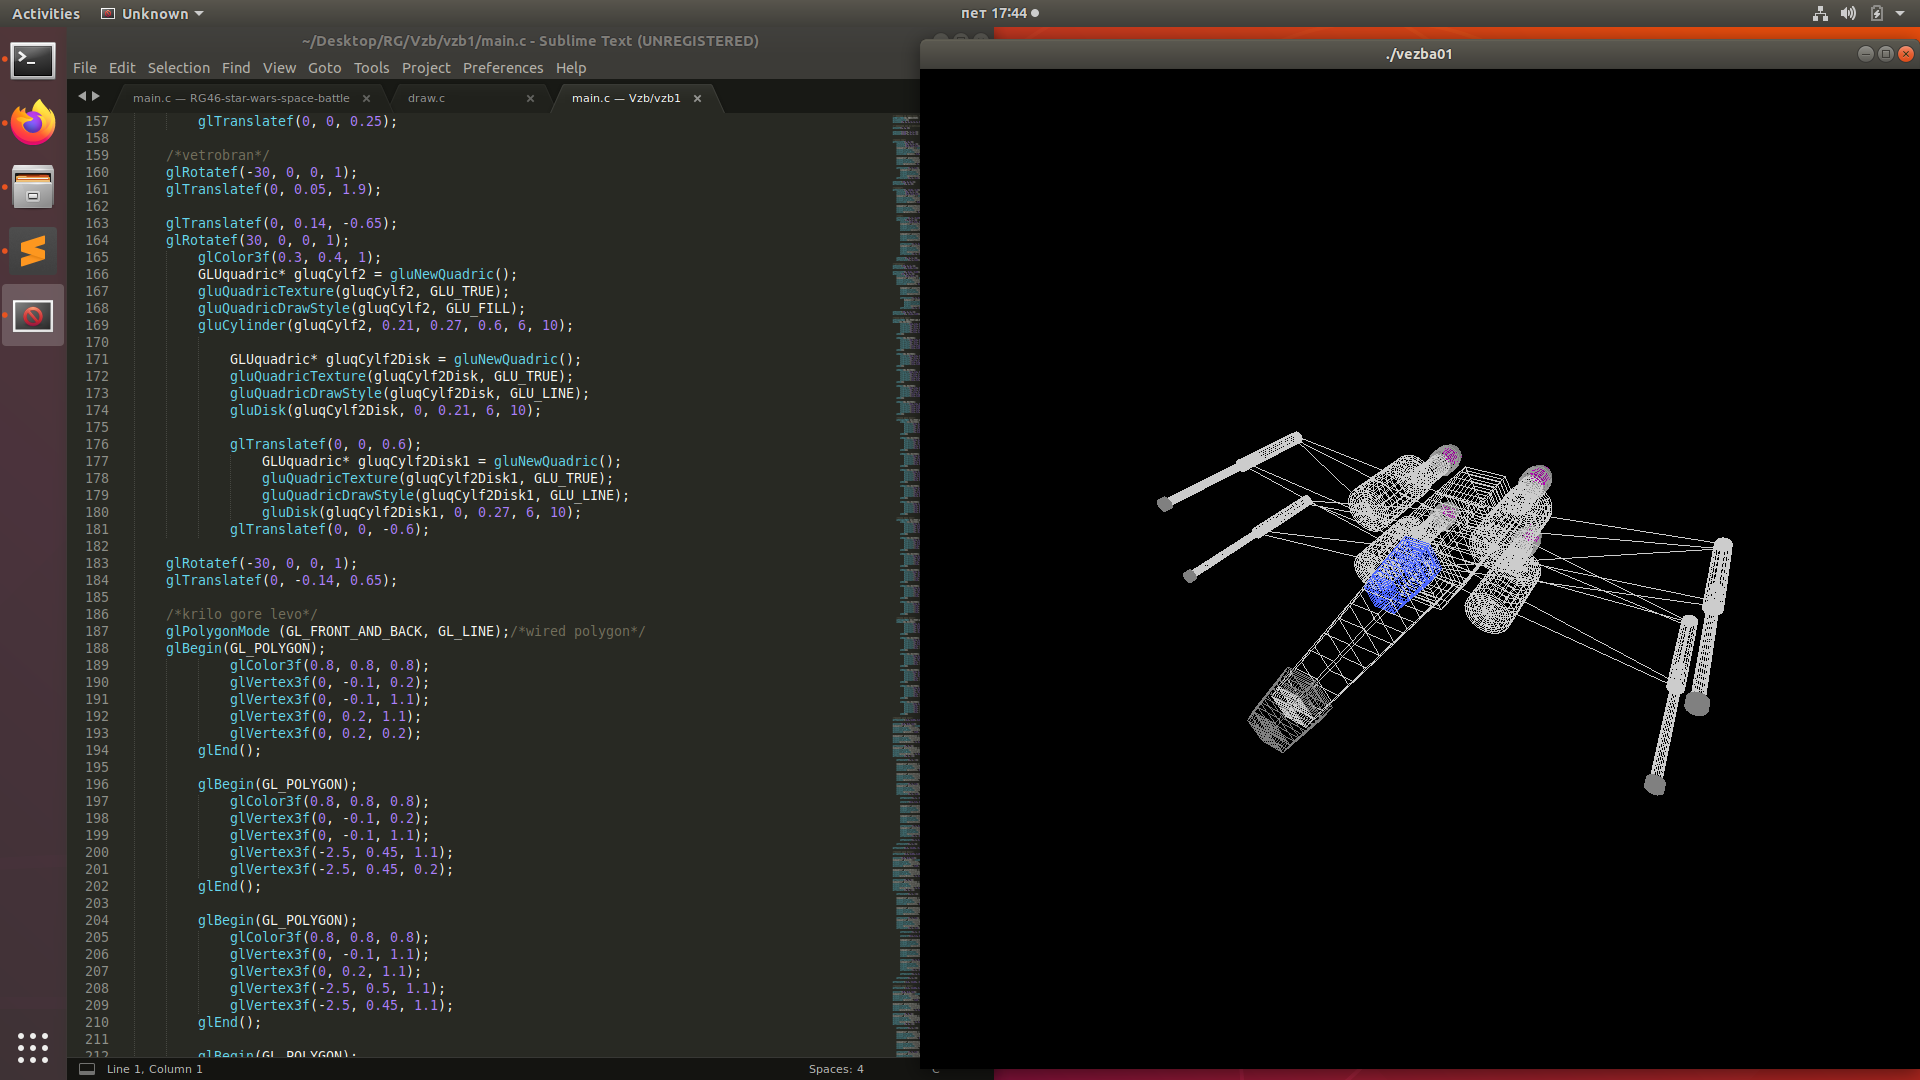 Activities
Unknown
пет 17:44
~/Desktop/RG/Vzb/vzb1/main.c - Sublime Text (UNREGISTERED)
./vezba01
File Edit Selection Find View Goto Tools Project Preferences Help
main.c — RG46-star-wars-space-battle
draw.c
main.c — Vzb/vzb1
157 glTranslatef(0, 0, 0.25);
158
159 /*vetrobran*/
160 glRotatef(-30, 0, 0, 1);
161 glTranslatef(0, 0.05, 1.9);
162
163 glTranslatef(0, 0.14, -0.65);
164 glRotatef(30, 0, 0, 1);
165 glColor3f(0.3, 0.4, 1);
166 GLUquadric* gluqCylf2 = gluNewQuadric();
167 gluQuadricTexture(gluqCylf2, GLU_TRUE);
168 gluQuadricDrawStyle(gluqCylf2, GLU_FILL);
169 gluCylinder(gluqCylf2, 0.21, 0.27, 0.6, 6, 10);
170
171 GLUquadric* gluqCylf2Disk = gluNewQuadric();
172 gluQuadricTexture(gluqCylf2Disk, GLU_TRUE);
173 gluQuadricDrawStyle(gluqCylf2Disk, GLU_LINE);
174 gluDisk(gluqCylf2Disk, 0, 0.21, 6, 10);
175
176 glTranslatef(0, 0, 0.6);
177 GLUquadric* gluqCylf2Disk1 = gluNewQuadric();
178 gluQuadricTexture(gluqCylf2Disk1, GLU_TRUE);
179 gluQuadricDrawStyle(gluqCylf2Disk1, GLU_LINE);
180 gluDisk(gluqCylf2Disk1, 0, 0.27, 6, 10);
181 glTranslatef(0, 0, -0.6);
182
183 glRotatef(-30, 0, 0, 1);
184 glTranslatef(0, -0.14, 0.65);
185
186 /*krilo gore levo*/
187 glPolygonMode (GL_FRONT_AND_BACK, GL_LINE);/*wired polygon*/
188 glBegin(GL_POLYGON);
189 glColor3f(0.8, 0.8, 0.8);
190 glVertex3f(0, -0.1, 0.2);
191 glVertex3f(0, -0.1, 1.1);
192 glVertex3f(0, 0.2, 1.1);
193 glVertex3f(0, 0.2, 0.2);
194 glEnd();
195
196 glBegin(GL_POLYGON);
197 glColor3f(0.8, 0.8, 0.8);
198 glVertex3f(0, -0.1, 0.2);
199 glVertex3f(0, -0.1, 1.1);
200 glVertex3f(-2.5, 0.45, 1.1);
201 glVertex3f(-2.5, 0.45, 0.2);
202 glEnd();
203
204 glBegin(GL_POLYGON);
205 glColor3f(0.8, 0.8, 0.8);
206 glVertex3f(0, -0.1, 1.1);
207 glVertex3f(0, 0.2, 1.1);
208 glVertex3f(-2.5, 0.5, 1.1);
209 glVertex3f(-2.5, 0.45, 1.1);
210 glEnd();
211
212 glBegin(GL_POLYGON);
Line 1, Column 1
Spaces: 4
C